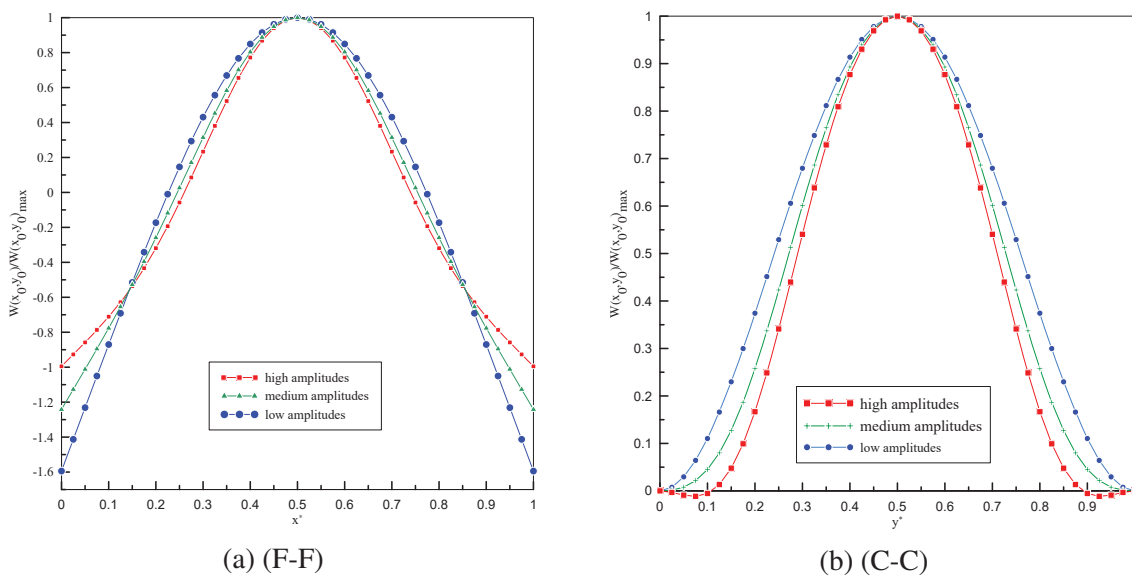 W(x0,y0)/W(x0,y0)max
1
0.8
0.6
0.4
0.2
0
-0.2
-0.4
-0.6
-0.8
-1
-1.2
-1.4
-1.6
high amplitudes
medium amplitudes
low amplitudes
0 0.1 0.2 0.3 0.4 0.5 0.6 0.7 0.8 0.9 1
x*
(a) (F-F)
W(x0,y0)/W(x0,y0)max
1
0.9
0.8
0.7
0.6
0.5
0.4
0.3
0.2
0.1
0
high amplitudes
medium amplitudes
low amplitudes
0 0.1 0.2 0.3 0.4 0.5 0.6 0.7 0.8 0.9
y*
(b) (C-C)